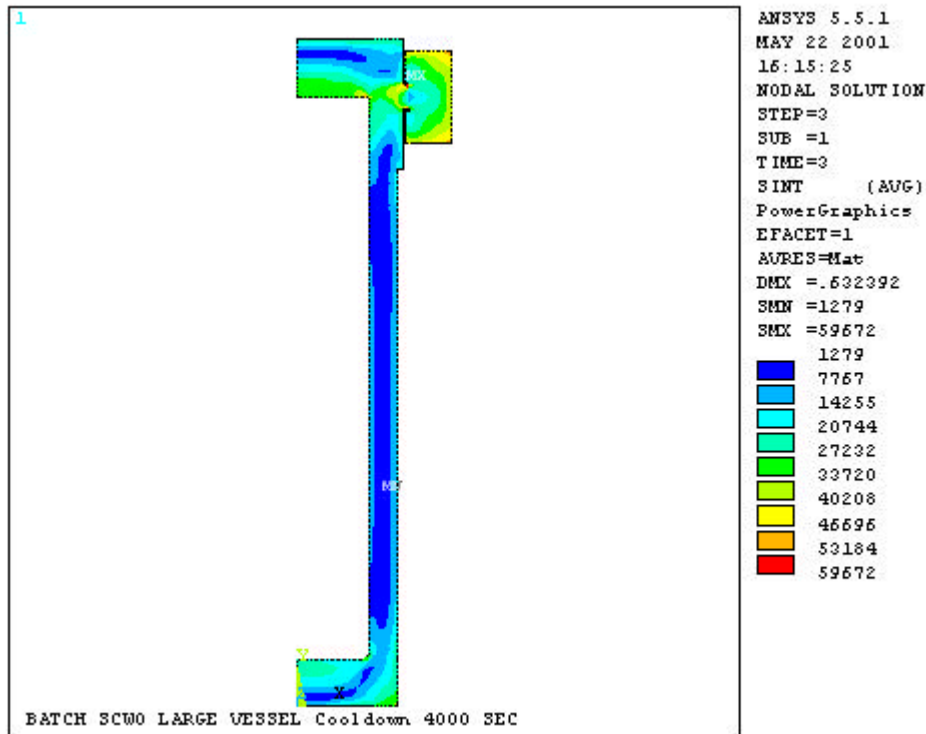 1
ANSYS 5.5.1
MAY 22 2001
16:15:25
NODAL SOLUTION
STEP=3
SUB =1
TIME=3
SINT (AVG)
PowerGraphics
EFACET=1
AVRES=Mat
DMX =.632392
SMN =1279
SMX =59672
1279
7767
14255
20744
27232
33720
40208
46696
53184
59672
MX
Y
X
BATCH SCWO LARGE VESSEL Cooldown 4000 SEC